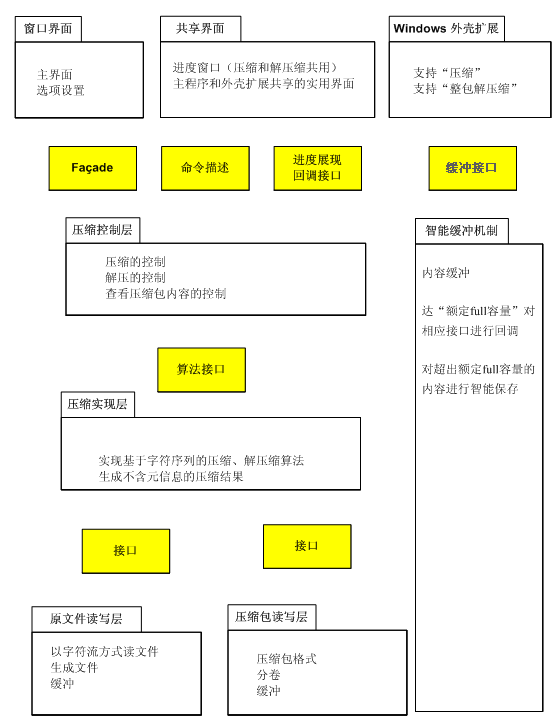 窗口界面
主界面
选项设置
共享界面
进度窗口（压缩和解压缩共用）
主程序和外壳扩展共享的实用界面
Windows 外壳扩展
支持“压缩”
支持“整包解压缩”
Façade
命令描述
进度展现
回调接口
缓冲接口
压缩控制层
压缩的控制
解压的控制
查看压缩包内容的控制
智能缓冲机制
内容缓冲
达“额定full容量”对
相应接口进行回调
对超出额定full容量的
内容进行智能保存
算法接口
压缩实现层
实现基于字符序列的压缩、解压缩算法
生成不含元信息的压缩结果
接口
接口
原文件读写层
以字符流方式读文件
生成文件
缓冲
压缩包读写层
压缩包格式
分卷
缓冲